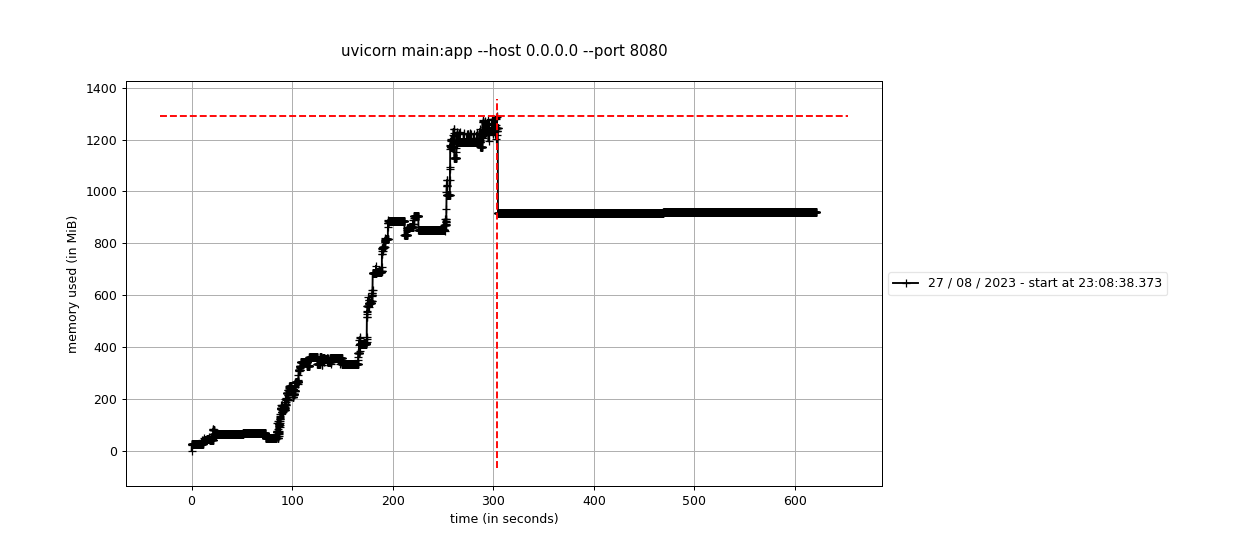 uvicorn main:app --host 0.0.0.0 --port 8080
1400
1200
1000
800
600
400
200
0
memory used (in MiB)
0 100 200 300 400 500 600
time (in seconds)
27 / 08 / 2023 - start at 23:08:38.373